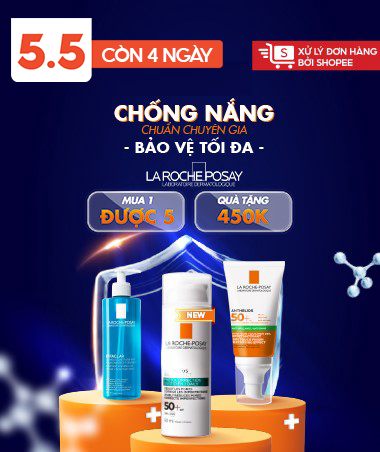 5.5 CÒN 4 NGÀY
XỬ LÝ ĐƠN HÀNG
BỞI SHOPEE
CHỐNG NẮNG
CHUẨN CHUYÊN GIA
- BẢO VỆ TỐI ĐA -
LA ROCHE-POSAY
LABORATOIRE DERMATOLOGIQUE
MUA 1
ĐƯỢC 5
QUÀ TẶNG
450K
EFFACLAR
NEW
LA ROCHE-POSAY
50+
LA ROCHE-POSAY
ANTHELIOS
50+